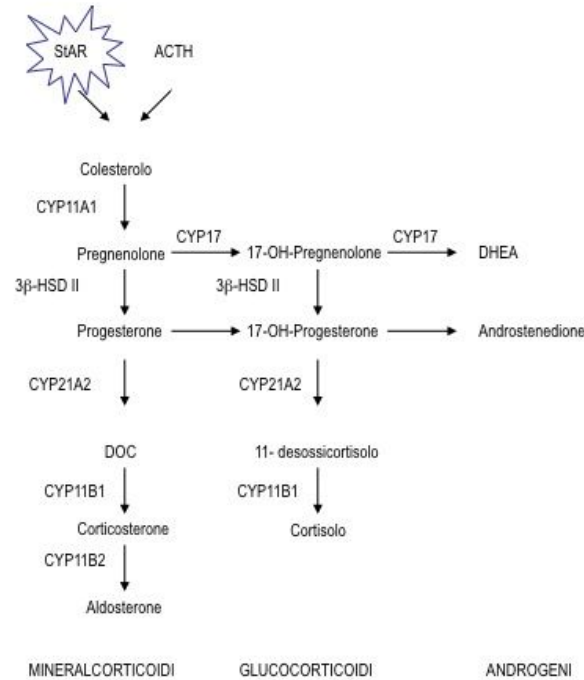 StAR ACTH
Colesterolo
CYP11A1
CYP17 CYP17
Pregnenolone 17-OH-Pregnenolone DHEA
3β-HSD II 3β-HSD II
Progesterone 17-OH-Progesterone Androstenedione
CYP21A2 CYP21A2
DOC 11- desossicortisolo
CYP11B1 CYP11B1
Corticosterone Cortisolo
CYP11B2
Aldosterone
MINERALCORTICOIDI GLUCOCORTICOIDI ANDROGENI